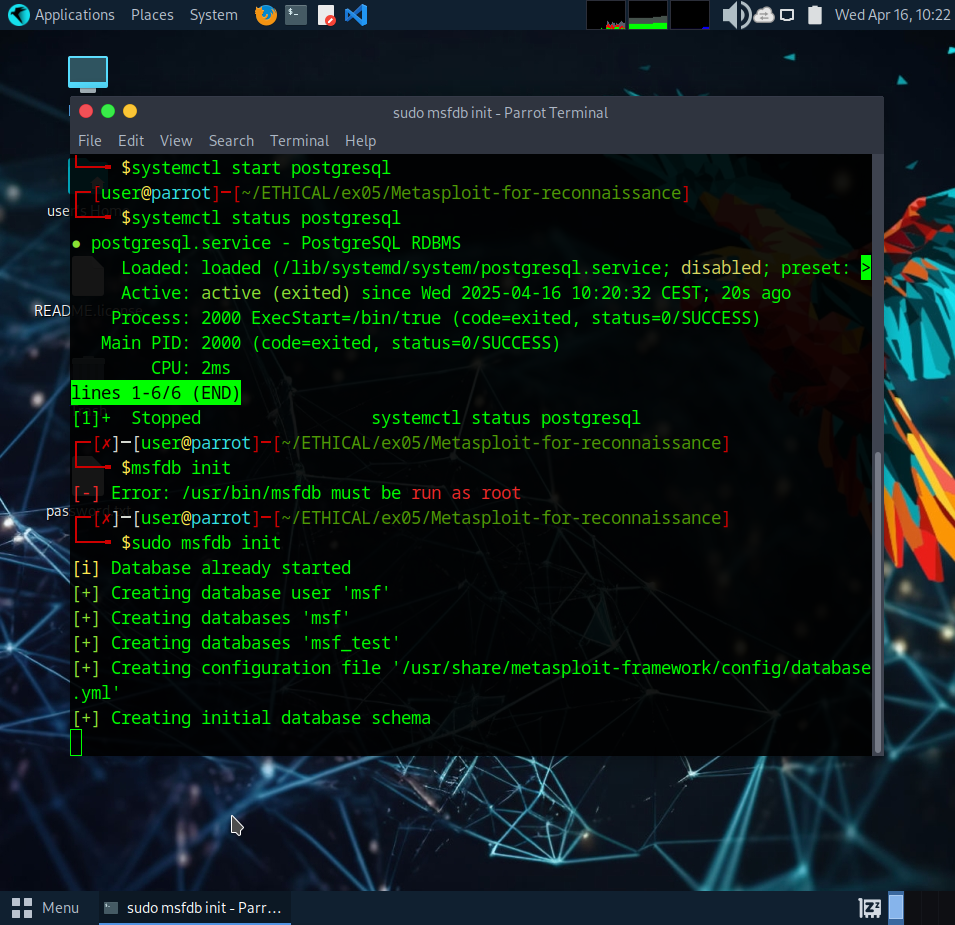 Applications Places System
Wed Apr 16, 10:22
sudo msfdb init - Parrot Terminal
File Edit View Search Terminal Help
$systemctl start postgresql
[user@parrot]─[~/ETHICAL/ex05/Metasploit-for-reconnaissance]
$systemctl status postgresql
● postgresql.service - PostgreSQL RDBMS
Loaded: loaded (/lib/systemd/system/postgresql.service; disabled; preset: >
Active: active (exited) since Wed 2025-04-16 10:20:32 CEST; 20s ago
Process: 2000 ExecStart=/bin/true (code=exited, status=0/SUCCESS)
Main PID: 2000 (code=exited, status=0/SUCCESS)
CPU: 2ms
lines 1-6/6 (END)
[1]+ Stopped systemctl status postgresql
[✗]─[user@parrot]─[~/ETHICAL/ex05/Metasploit-for-reconnaissance]
$msfdb init
[-] Error: /usr/bin/msfdb must be run as root
[✗]─[user@parrot]─[~/ETHICAL/ex05/Metasploit-for-reconnaissance]
$sudo msfdb init
[i] Database already started
[+] Creating database user 'msf'
[+] Creating databases 'msf'
[+] Creating databases 'msf_test'
[+] Creating configuration file '/usr/share/metasploit-framework/config/database
.yml'
[+] Creating initial database schema
README.lic
Menu
sudo msfdb init - Parr...